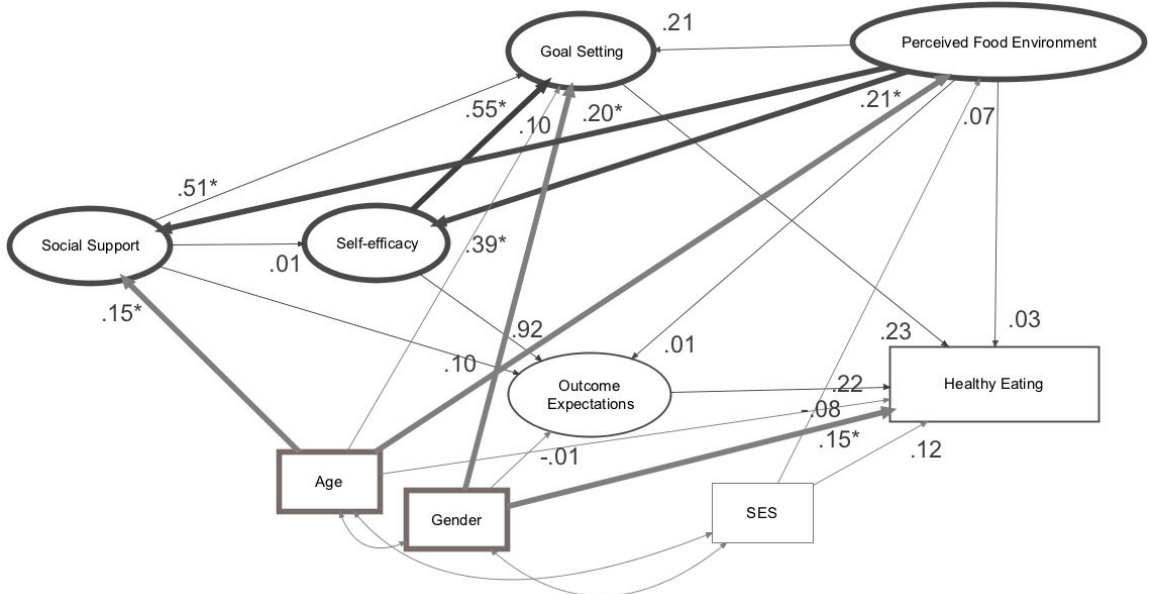 .21
Goal Setting
Perceived Food Environment
.55*
.10
.20*
.21*
.07
.51*
Social Support
Self-efficacy
.39*
.01
.15*
.92
.10
.01
.23
.03
Outcome
Expectations
.22
Healthy Eating
-.08
.15*
.12
-.01
Age
Gender
SES